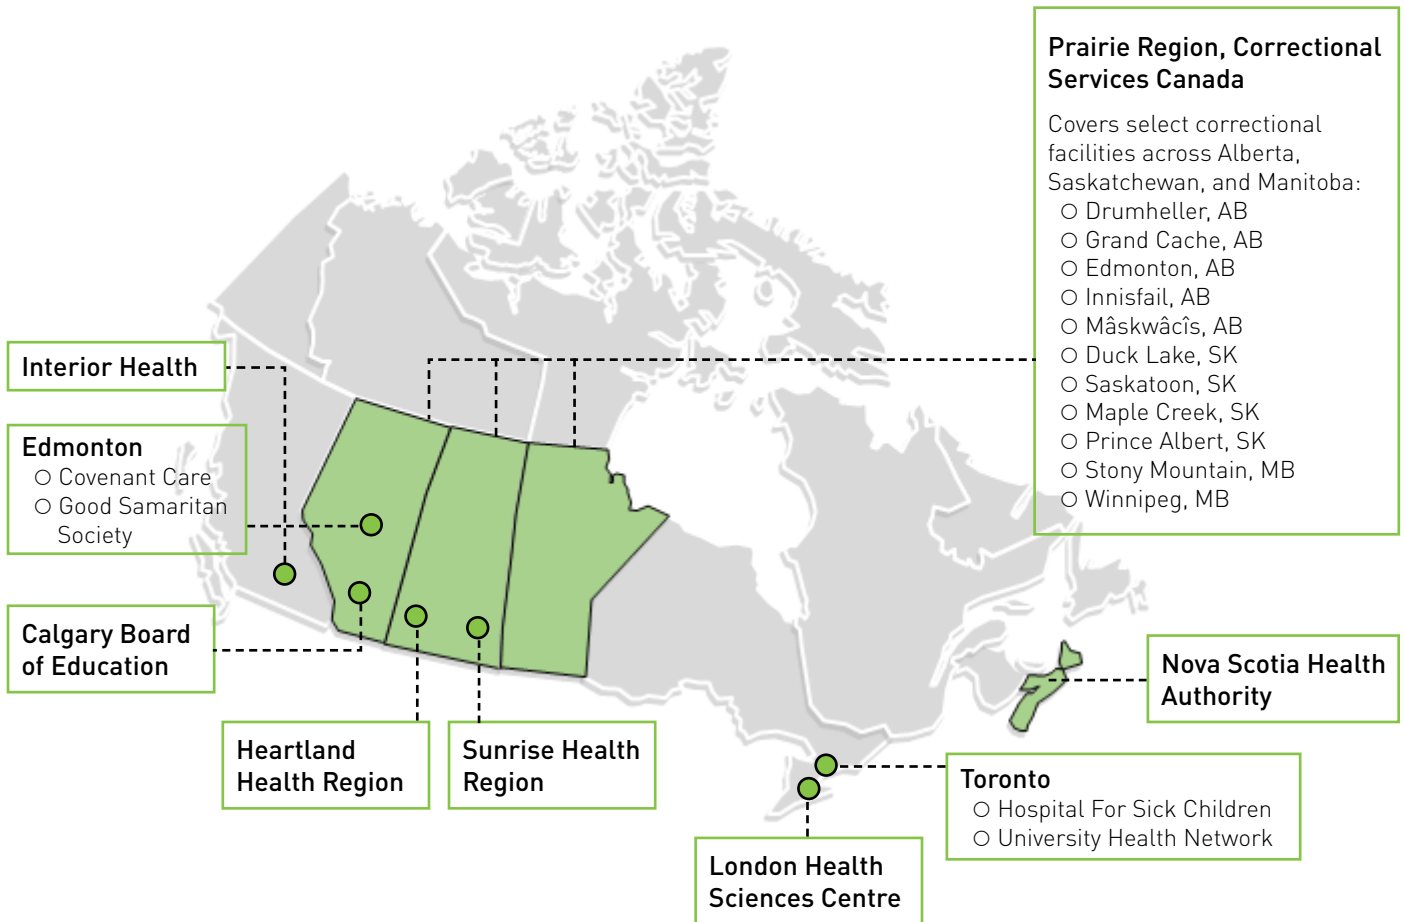 Prairie Region, Correctional
Services Canada
Covers select correctional
facilities across Alberta,
Saskatchewan, and Manitoba:
○ Drumheller, AB
○ Grand Cache, AB
○ Edmonton, AB
○ Innisfail, AB
○ Mâskwâcîs, AB
○ Duck Lake, SK
○ Saskatoon, SK
○ Maple Creek, SK
○ Prince Albert, SK
○ Stony Mountain, MB
○ Winnipeg, MB
Interior Health
Edmonton
○ Covenant Care
○ Good Samaritan
Society
Calgary Board
of Education
Heartland
Health Region
Sunrise Health
Region
Nova Scotia Health
Authority
Toronto
○ Hospital For Sick Children
○ University Health Network
London Health
Sciences Centre